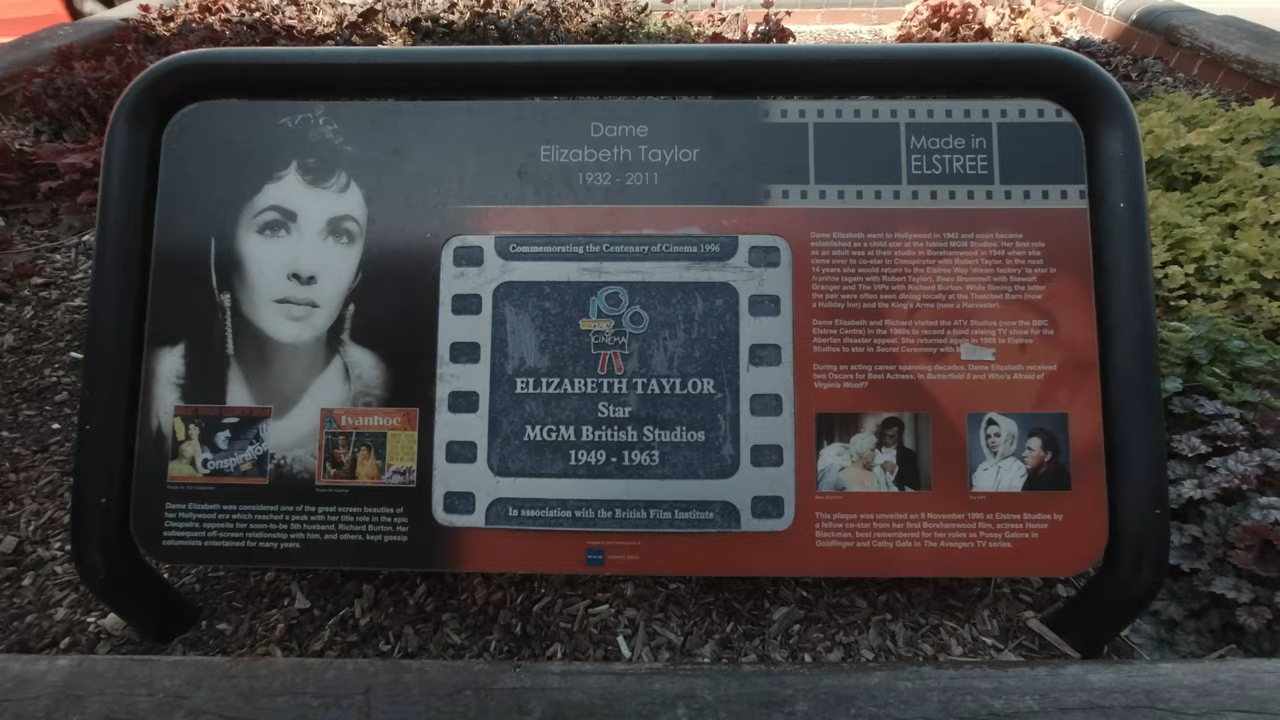 Dame
Elizabeth Taylor
1932 - 2011
Made in
ELSTREE
Commemorating the Centenary of Cinema 1996
YEARS
CINEMA
ELIZABETH TAYLOR
Star
MGM British Studios
1949 - 1963
In association with the British Film Institute
Conspirator
Ivanhoe
Dame Elizabeth was considered one of the great screen beauties of
her Hollywood era which reached a peak with her title role in the epic
Cleopatra, opposite her soon-to-be 5th husband, Richard Burton. Her
subsequent off-screen relationship with him, and others, kept gossip
columnists entertained for many years.
Dame Elizabeth went to Hollywood in 1942 and soon became
established as a child star at the fabled MGM Studios. Her first role
as an adult was at their studio in Borehamwood in 1948 when she
came over to co-star in Conspirator with Robert Taylor. In the next
14 years she would return to the Elstree Way 'dream factory' to star in
Ivanhoe (again with Robert Taylor), Beau Brummell with Stewart
Granger and The VIPs with Richard Burton. While filming the latter
the pair were often seen dining locally at the Thatched Barn (now
a Holiday Inn) and the King's Arms (now a Harvester).
Dame Elizabeth and Richard visited the ATV Studios (now the BBC
Elstree Centre) in the 1960s to record a fund raising TV show for the
Aberfan disaster appeal. She returned again in 1968 to Elstree
Studios to star in Secret Ceremony with
During an acting career spanning decades, Dame Elizabeth received
two Oscars for Best Actress, in Butterfield 8 and Who's Afraid of
Virginia Woolf?
The VIPs
This plaque was unveiled on 8 November 1996 at Elstree Studios by
a fellow co-star from her first Borehamwood film, actress Honor
Blackman, best remembered for her roles as Pussy Galore in
Goldfinger and Cathy Gale in The Avengers TV series.